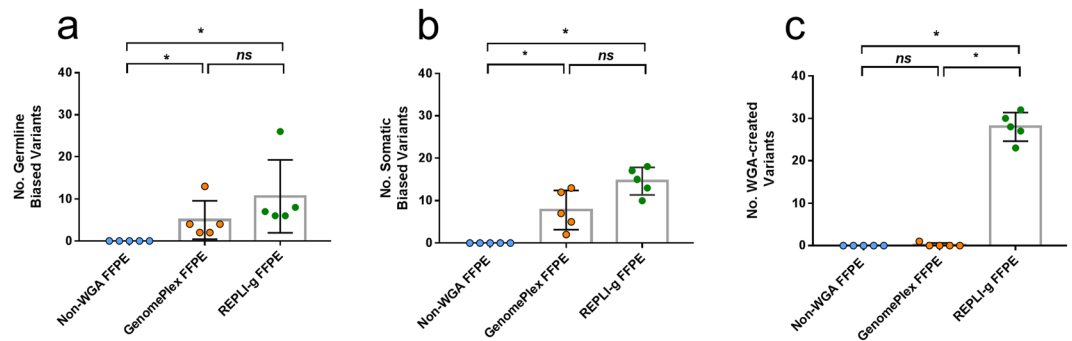 a
*
*
ns
No. Germline
Biased Variants
40
30
20
10
0
Non-WGA FFPE
GenomePlex FFPE
REPLI-g FFPE
b
*
*
ns
No. Somatic
Biased Variants
40
30
20
10
0
Non-WGA FFPE
GenomePlex FFPE
REPLI-g FFPE
c
*
ns
*
No. WGA-created
Variants
40
30
20
10
0
Non-WGA FFPE
GenomePlex FFPE
REPLI-g FFPE